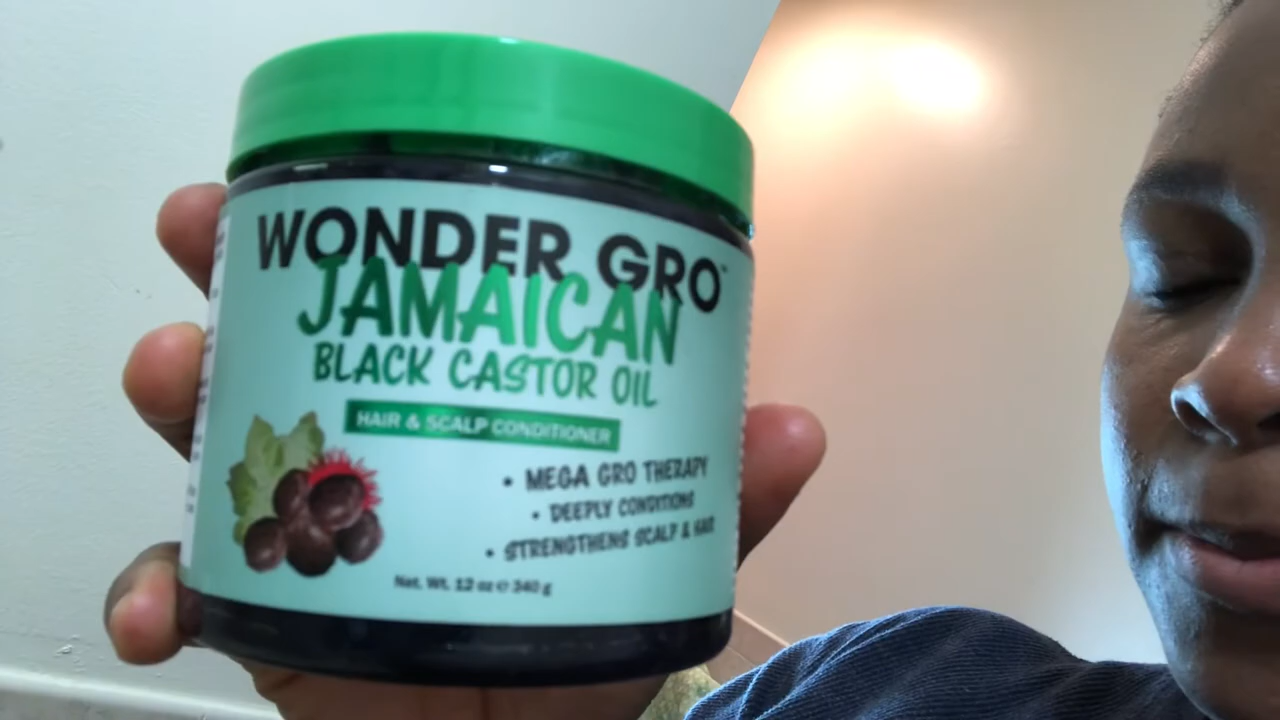 WONDER GRO™
JAMAICAN
BLACK CASTOR OIL
HAIR & SCALP CONDITIONER
• MEGA GRO THERAPY
• DEEPLY CONDITIONS
• STRENGTHENS SCALP & HAIR
Net. Wt. 12 oz ℮ 340 g